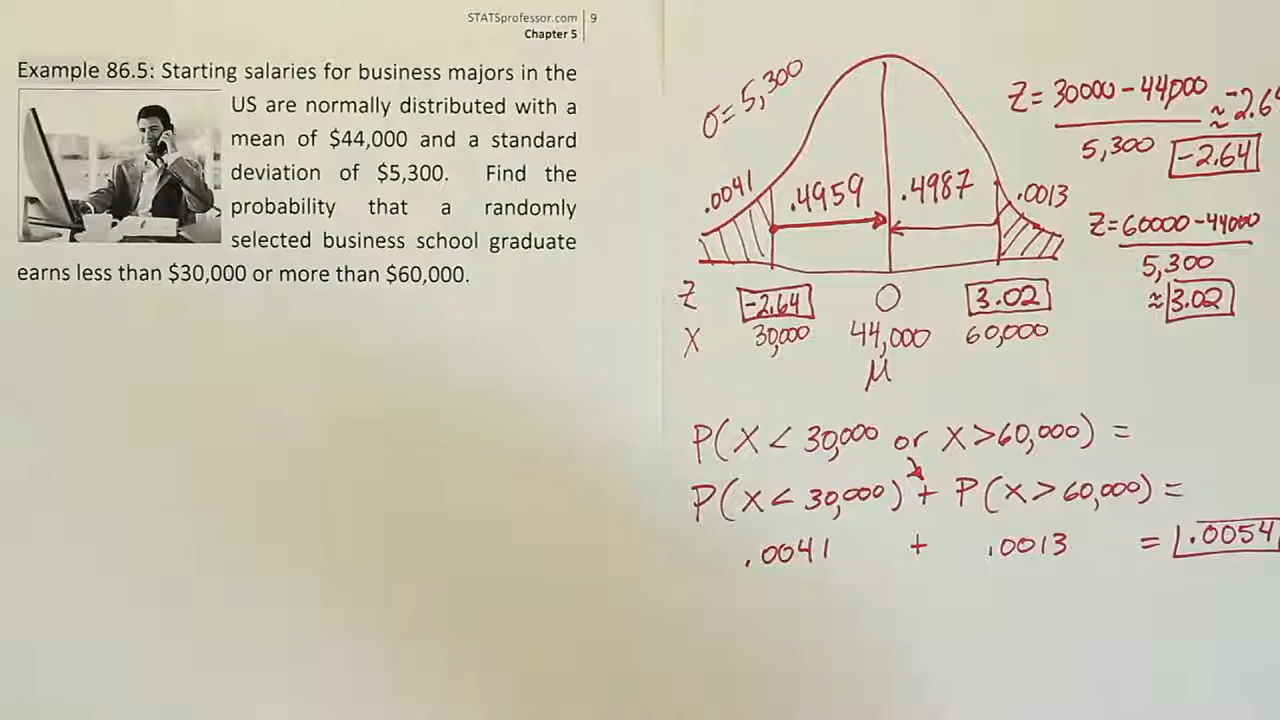 STATSprofessor.com 9
Chapter 5
Example 86.5: Starting salaries for business majors in the
US are normally distributed with a
mean of $44,000 and a standard
deviation of $5,300. Find the
probability that a randomly
selected business school graduate
earns less than $30,000 or more than $60,000.
σ=5,300
.0041 .4959 .4987 .0013
Z -2.64 0 3.02
X 30,000 44,000 60,000
μ
Z=30000-44000 ≈ -2.64
5,300 -2.64
Z=60000-44000
5,300
≈3.02
P(X<30,000 or X>60,000)=
P(X<30,000)+P(X>60,000)=
.0041 + .0013 = .0054